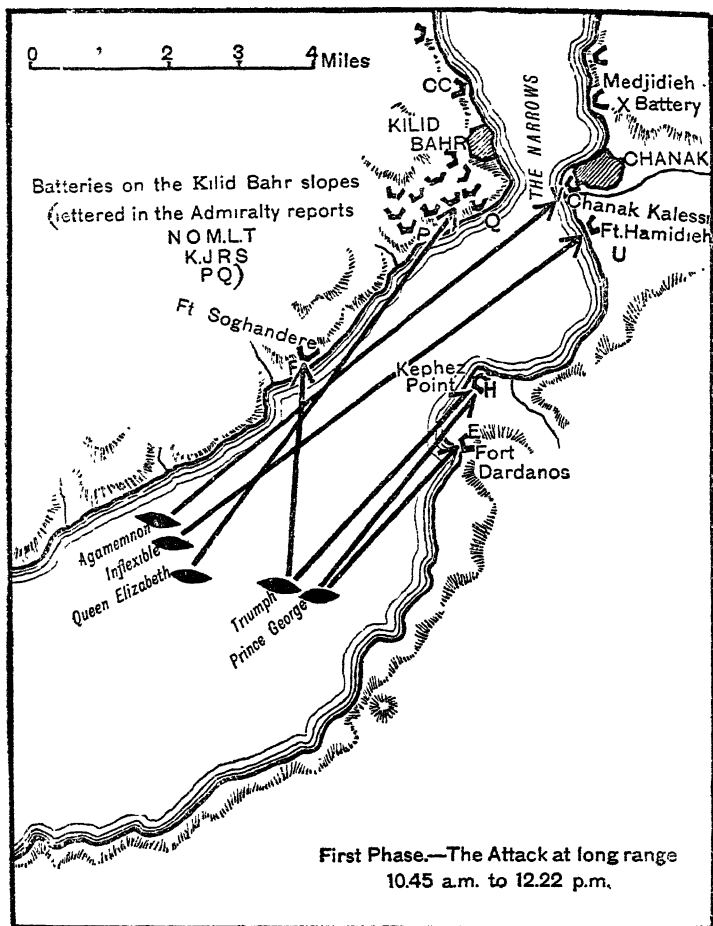 0 ' 2 3 4 Miles
THE NARROWS
CC
Medjidieh
X Battery
KILID
BAHR
CHANAK
Batteries on the Kilid Bahr slopes
(lettered in the Admiralty reports
N O M.L.T
K.J R S
P Q)
P
Q
Chanak Kalessi
Ft. Hamidieh
U
Ft Soghandere
F
Kephez
Point
H
E
Fort
Dardanos
Agamemnon
Inflexible
Queen Elizabeth
Triumph
Prince George
First Phase.—The Attack at long range
10.45 a.m. to 12.22 p.m.